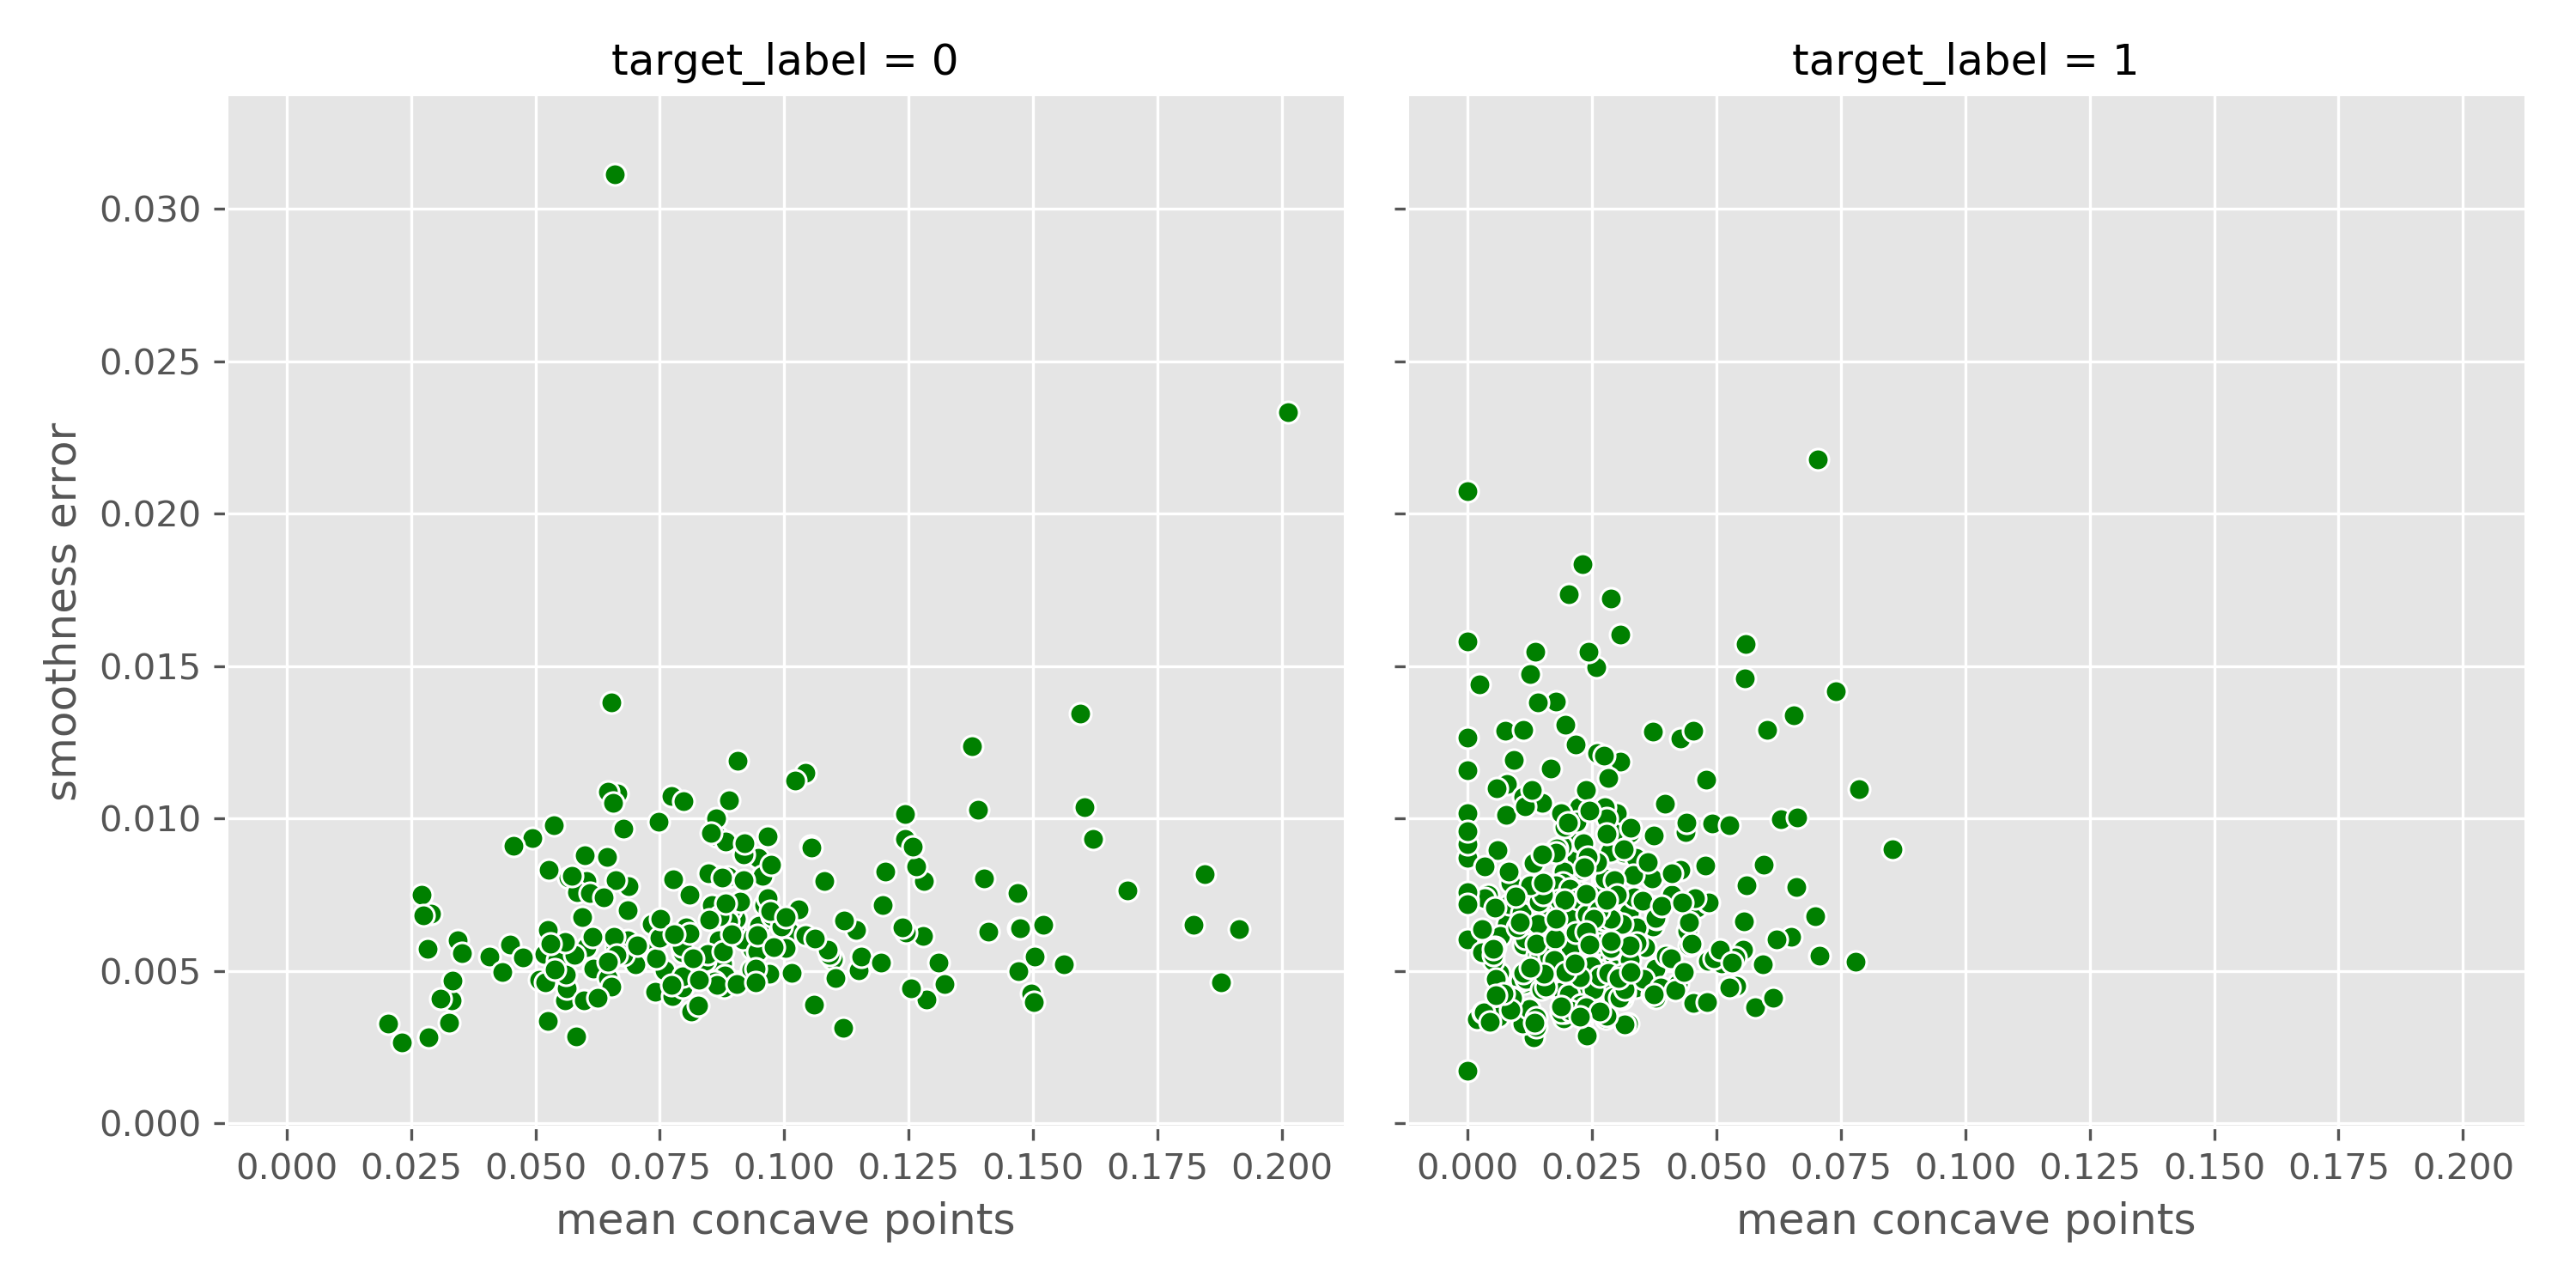 target_label = 0
target_label = 1
smoothness error
0.030
0.025
0.020
0.015
0.010
0.005
0.000
0.000 0.025 0.050 0.075 0.100 0.125 0.150 0.175 0.200
0.000 0.025 0.050 0.075 0.100 0.125 0.150 0.175 0.200
mean concave points
mean concave points